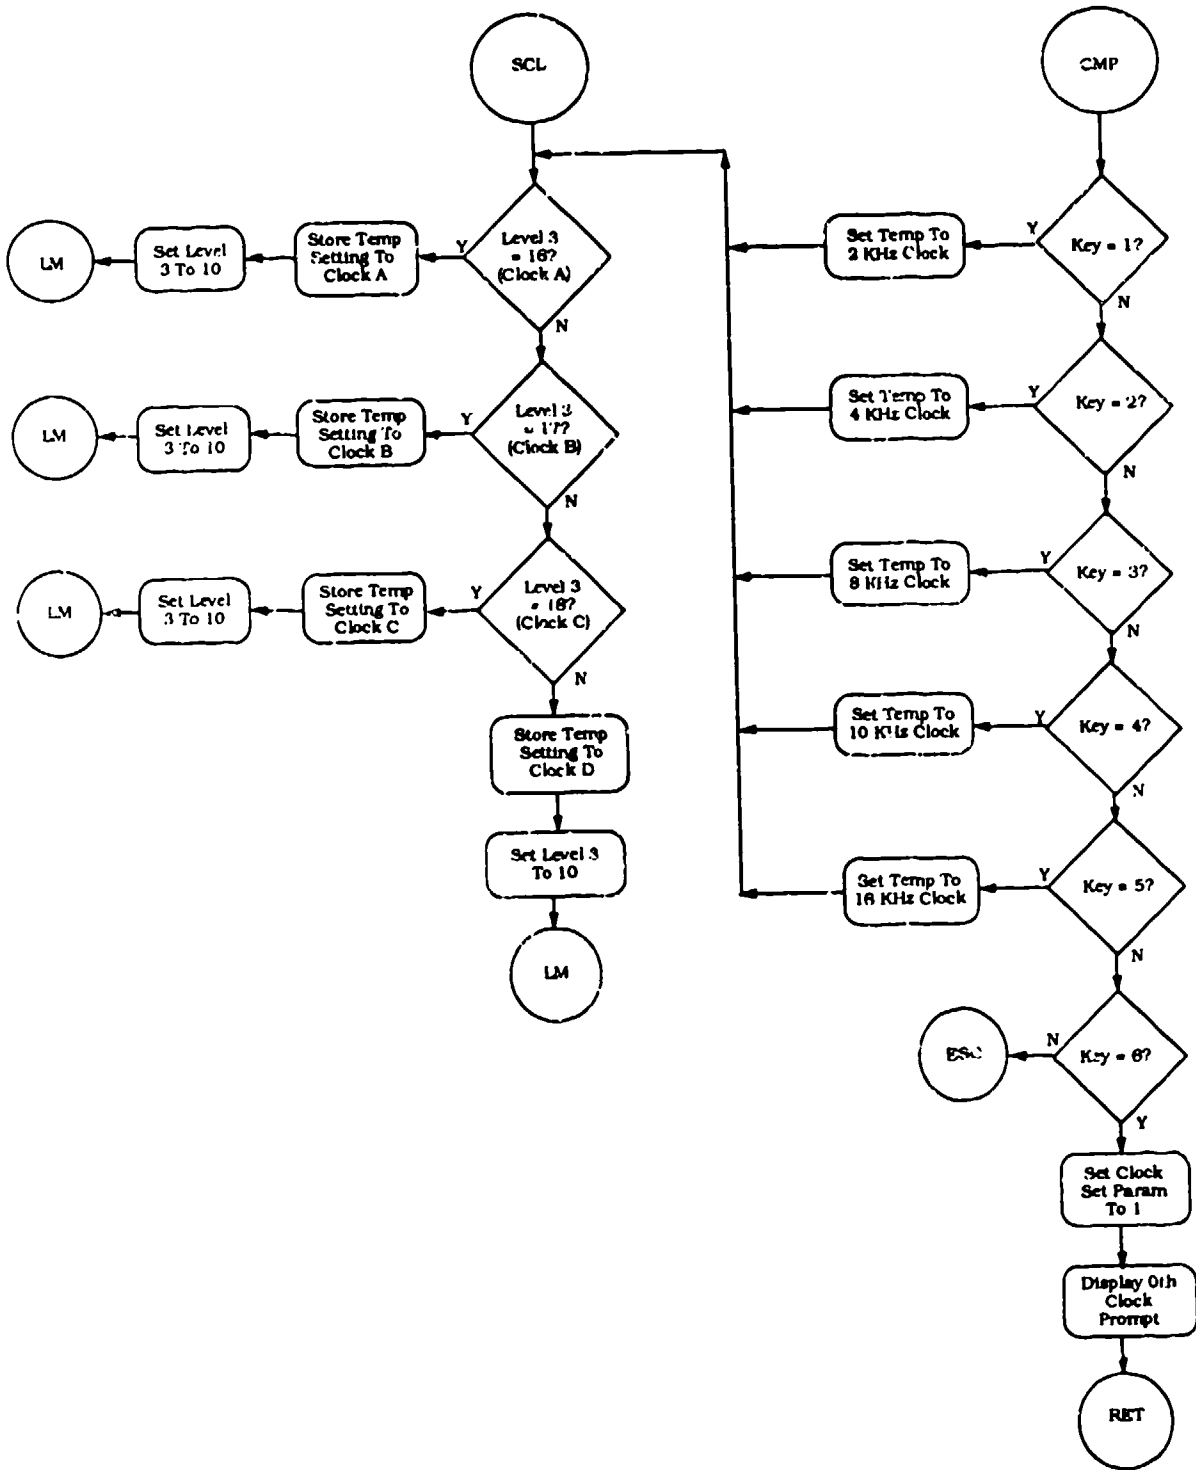 SCL
Level 3
= 16?
(Clock A)
Y
N
Store Temp
Setting To
Clock A
Set Level
3 To 10
LM
Level 3
= 17?
(Clock B)
Y
N
Store Temp
Setting To
Clock B
Set Level
3 To 10
LM
Level 3
= 18?
(Clock C)
Y
N
Store Temp
Setting To
Clock C
Set Level
3 To 10
LM
Store Temp
Setting To
Clock D
Set Level 3
To 10
LM
CMP
Key = 1?
Y
N
Set Temp To
2 KHz Clock
Key = 2?
Y
N
Set Temp To
4 KHz Clock
Key = 3?
Y
N
Set Temp To
8 KHz Clock
Key = 4?
Y
N
Set Temp To
10 KHz Clock
Key = 5?
Y
N
Set Temp To
16 KHz Clock
Key = 6?
N
Y
ESC
Set Clock
Set Param
To 1
Display 0th
Clock
Prompt
RET